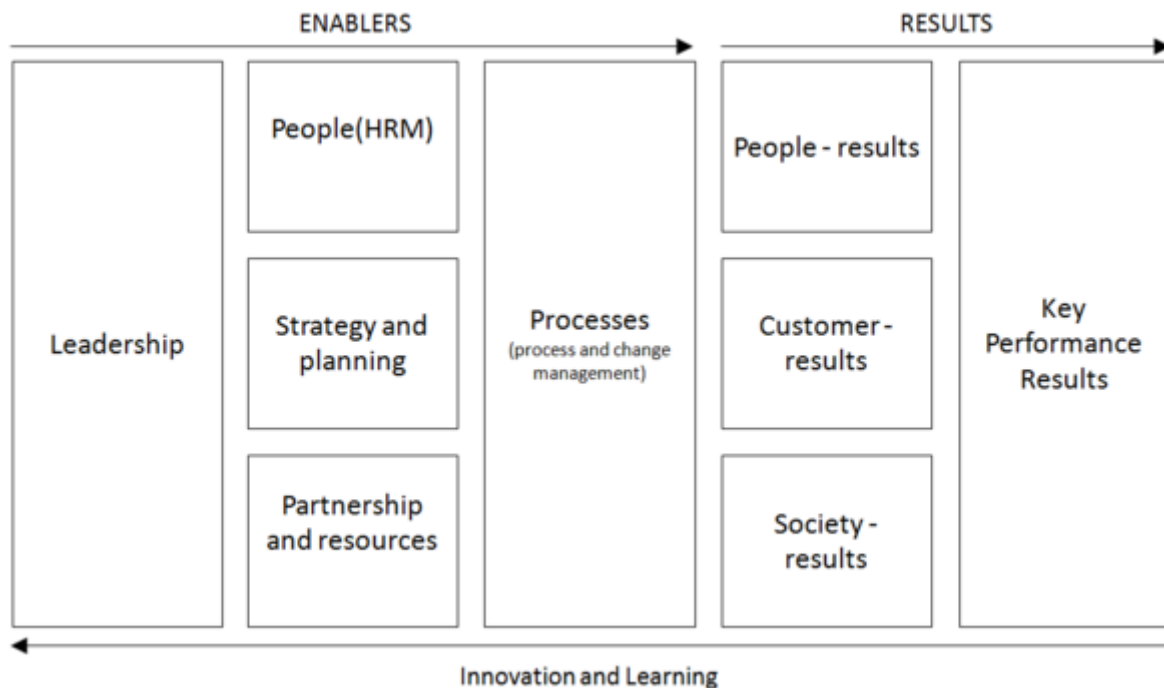 ENABLERS
RESULTS
Leadership
People(HRM)
Strategy and
planning
Partnership
and resources
Processes
(process and change
management)
People - results
Customer -
results
Society -
results
Key
Performance
Results
Innovation and Learning